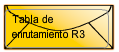 Tabla de
enrutamiento R3